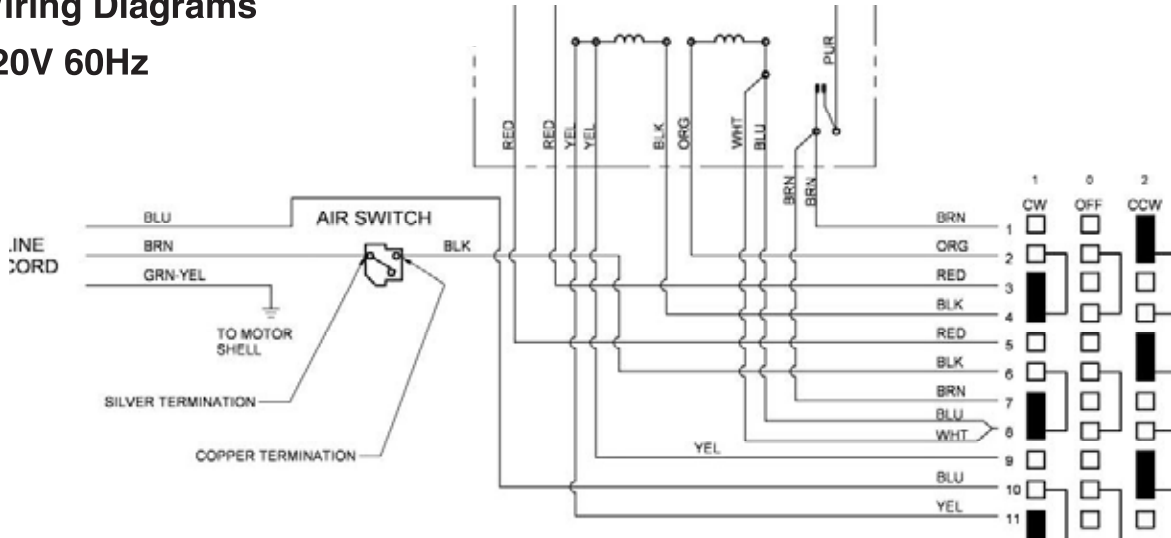 iring Diagrams
20V 60Hz
PUR
RED
RED
YEL
YEL
BLK
ORG
WHT
BLU
BRN
BRN
1 0 2
CW OFF CCW
BLU
AIR SWITCH
INE
CORD
BRN
BLK
GRN-YEL
TO MOTOR
SHELL
SILVER TERMINATION
COPPER TERMINATION
BRN 1
ORG 2
RED 3
BLK 4
RED 5
BLK 6
BRN 7
BLU
8
WHT
YEL 9
BLU 10
YEL 11